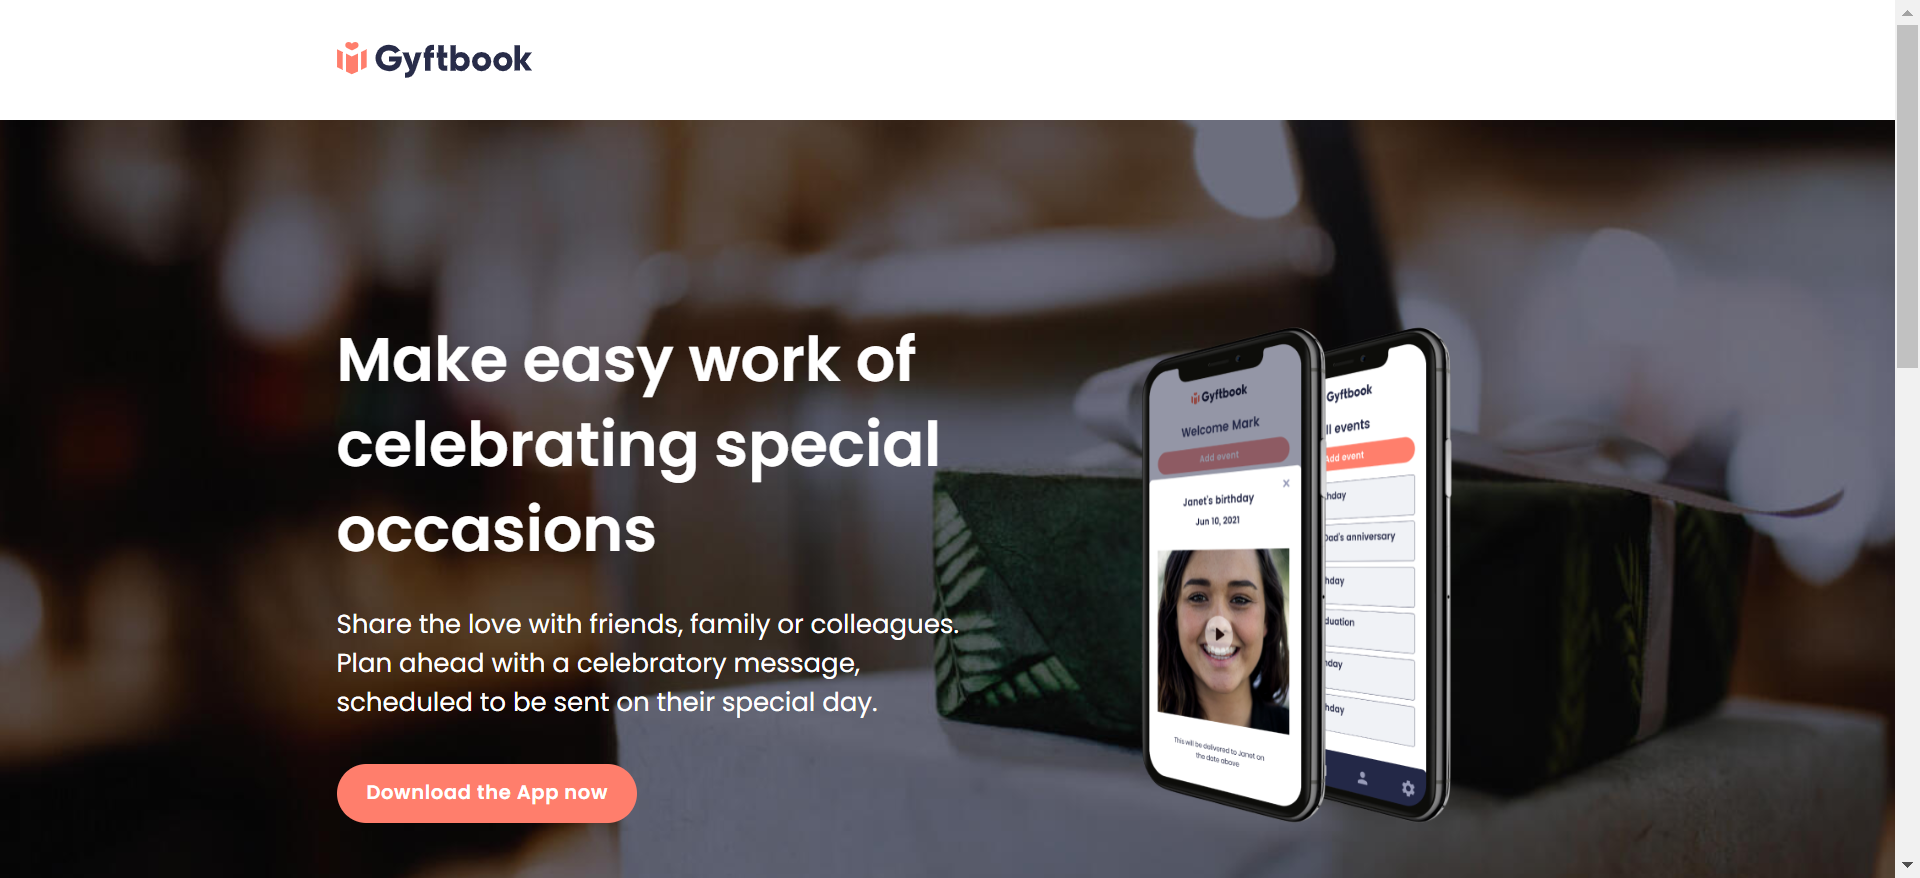 Gyftbook
Make easy work of
celebrating special
occasions
Share the love with friends, family or colleagues.
Plan ahead with a celebratory message,
scheduled to be sent on their special day.
Download the App now
Gyftbook
Welcome Mark
Add event
Janet's birthday
Jun 10, 2021
This will be delivered to Janet on
the date above
Gyftbook
ll events
Add event
hday
Dad's anniversary
hday
duation
hday
hday